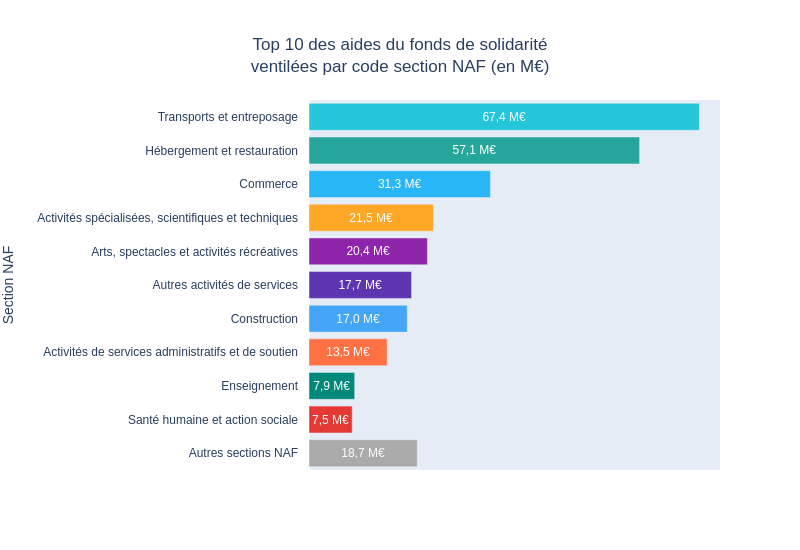 Top 10 des aides du fonds de solidarité
ventilées par code section NAF (en M€)
Section NAF
Transports et entreposage 67,4 M€
Hébergement et restauration 57,1 M€
Commerce 31,3 M€
Activités spécialisées, scientifiques et techniques 21,5 M€
Arts, spectacles et activités récréatives 20,4 M€
Autres activités de services 17,7 M€
Construction 17,0 M€
Activités de services administratifs et de soutien 13,5 M€
Enseignement 7,9 M€
Santé humaine et action sociale 7,5 M€
Autres sections NAF 18,7 M€